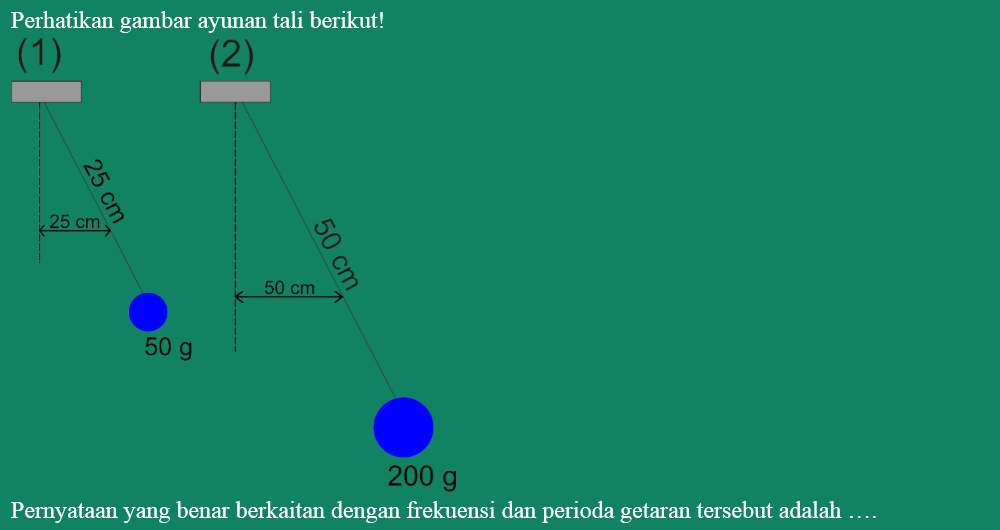 Perhatikan gambar ayunan tali berikut!
(1)
(2)
25 cm
25 cm
50 cm
50 cm
50 g
200 g
Pernyataan yang benar berkaitan dengan frekuensi dan perioda getaran tersebut adalah ….